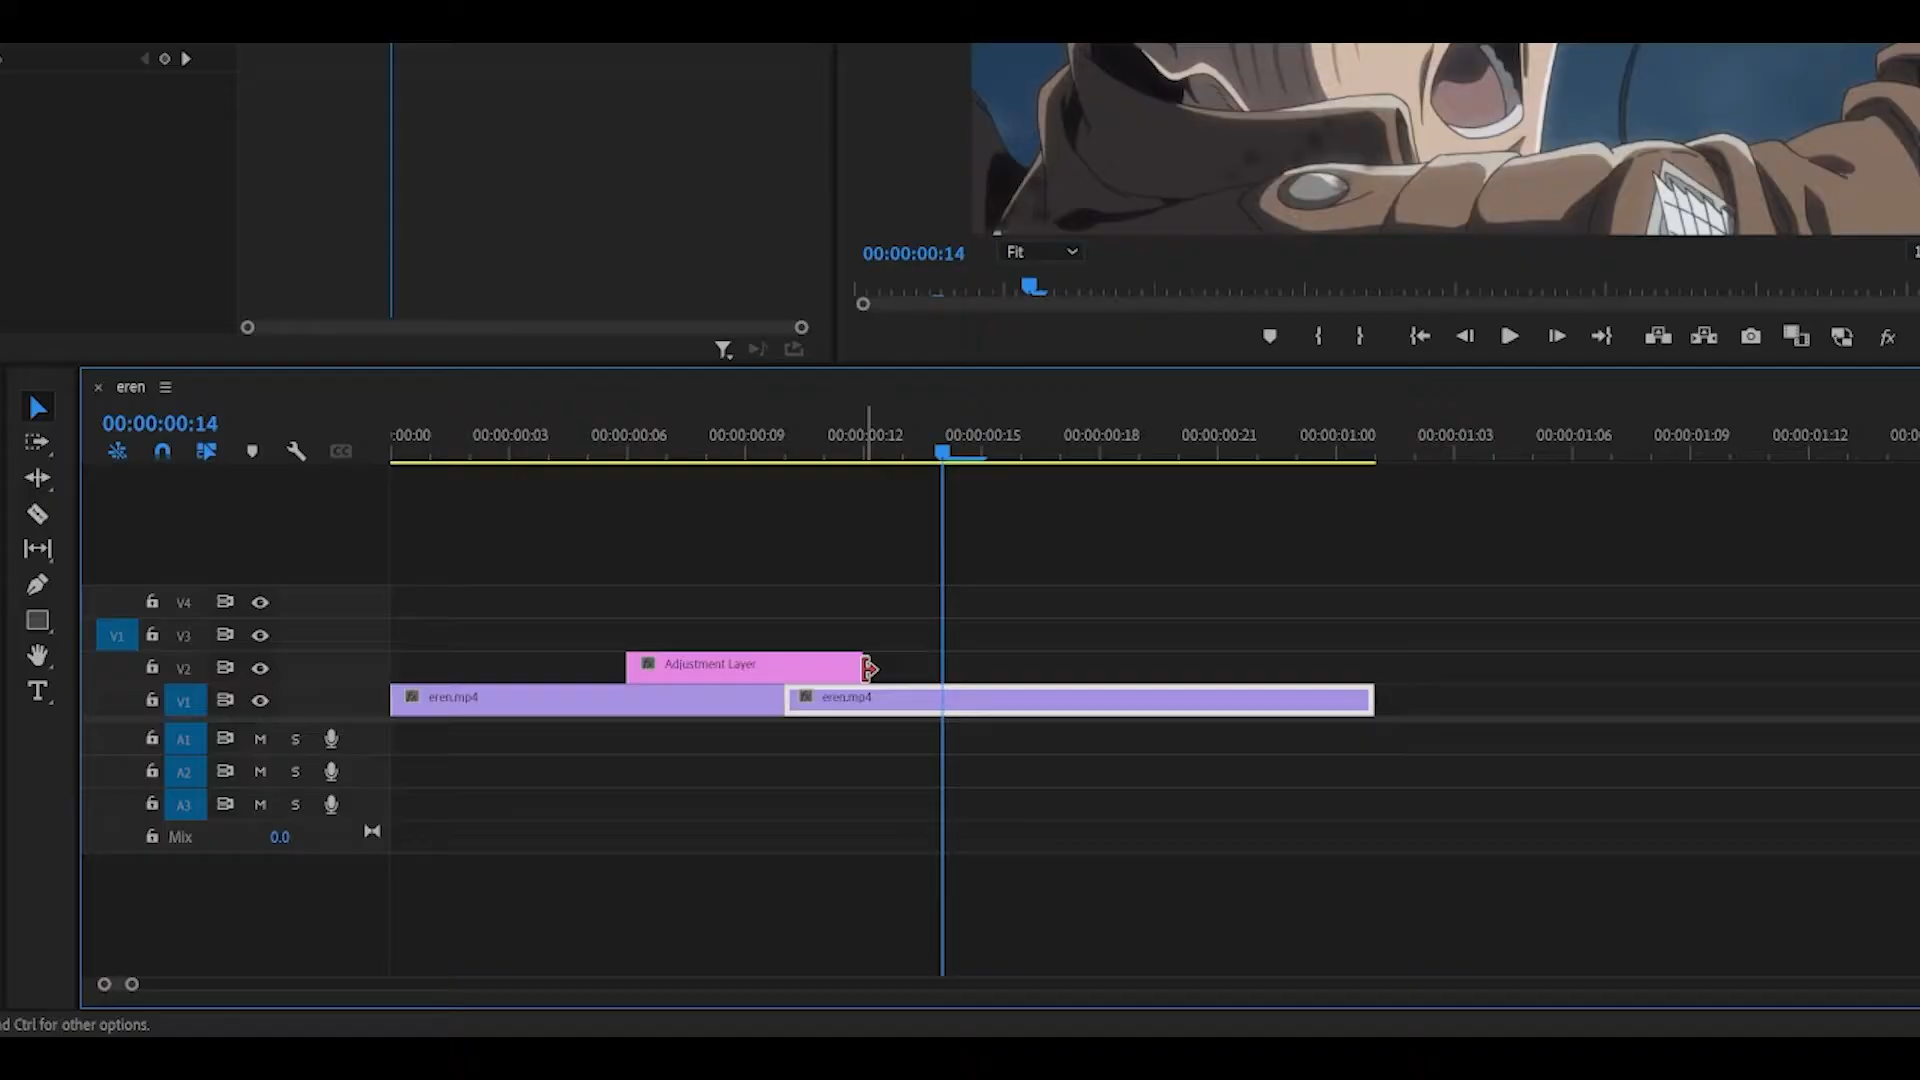 00:00:00:14
Fit
fx
eren
00:00:00:14
:00:00
00:00:00:03
00:00:00:06
00:00:00:09
00:00:00:12
00:00:00:15
00:00:00:18
00:00:00:21
00:00:01:00
00:00:01:03
00:00:01:06
00:00:01:09
00:00:01:12
00:0
CC
V4
V1
V3
V2
Adjustment Layer
V1
eren.mp4
eren.mp4
A1
M
S
A2
M
S
A3
M
S
Mix
0.0
T
d Ctrl for other options.